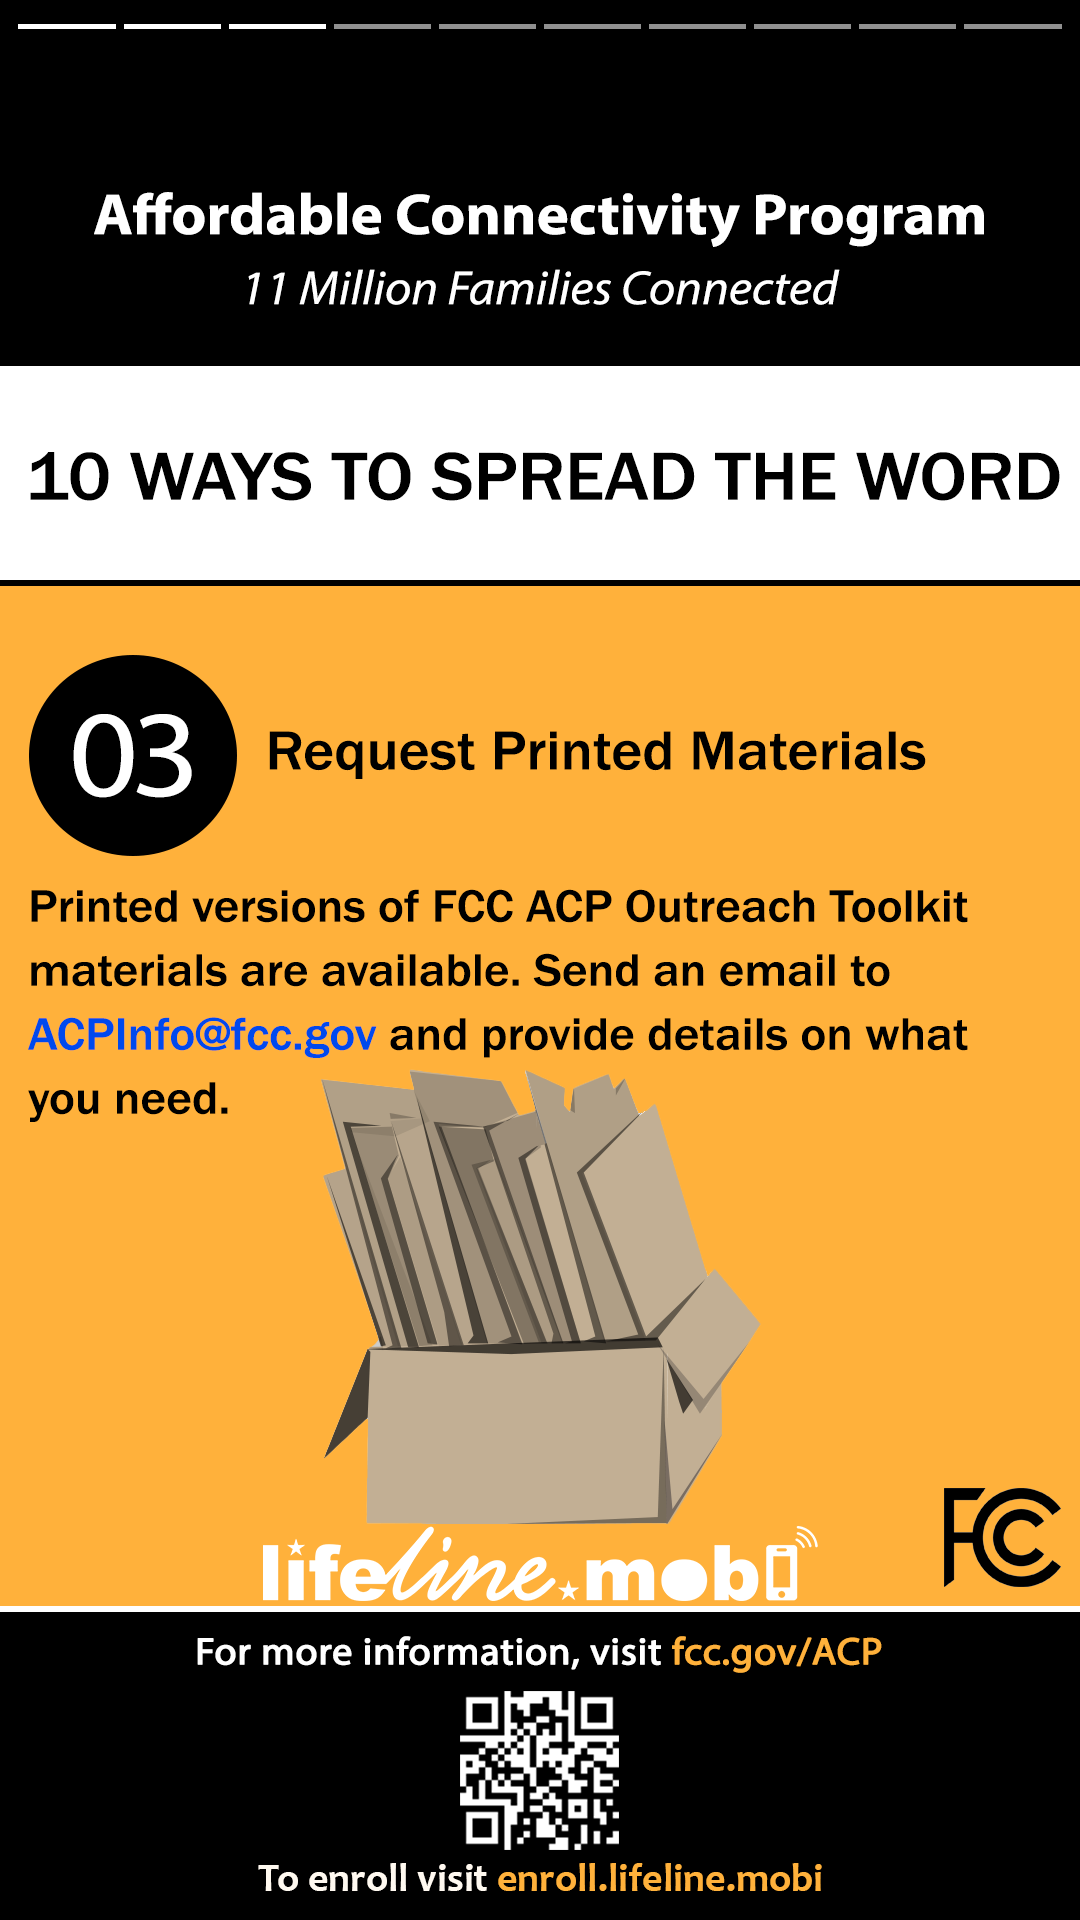 Affordable Connectivity Program
11 Million Families Connected
10 WAYS TO SPREAD THE WORD
03
Request Printed Materials
Printed versions of FCC ACP Outreach Toolkit
materials are available. Send an email to
ACPInfo@fcc.gov and provide details on what
you need.
lifeline.mobi
FCC
For more information, visit fcc.gov/ACP
To enroll visit enroll.lifeline.mobi